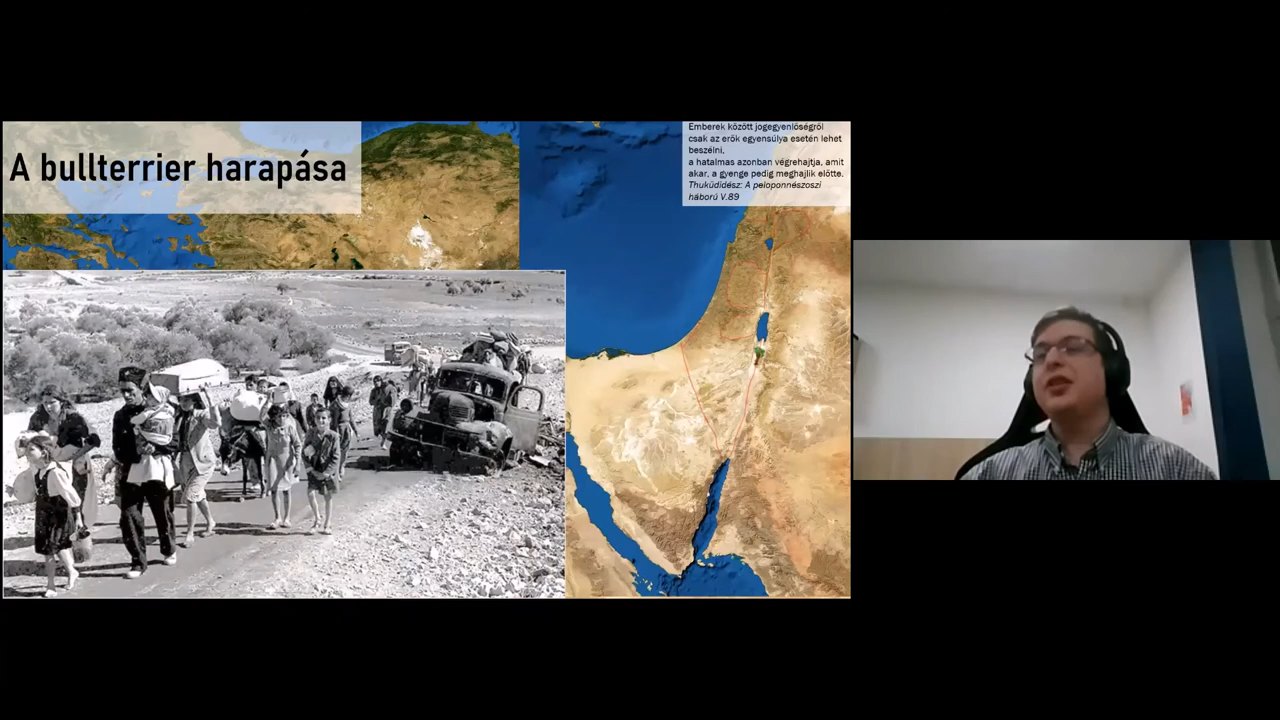 A bullterrier harapása
Emberek között jogegyenlőségről
csak az erők egyensúlya esetén lehet
beszélni,
a hatalmas azonban végrehajtja, amit
akar, a gyenge pedig meghajlik előtte.
Thuküdidész: A peloponnészoszi
háború V.89